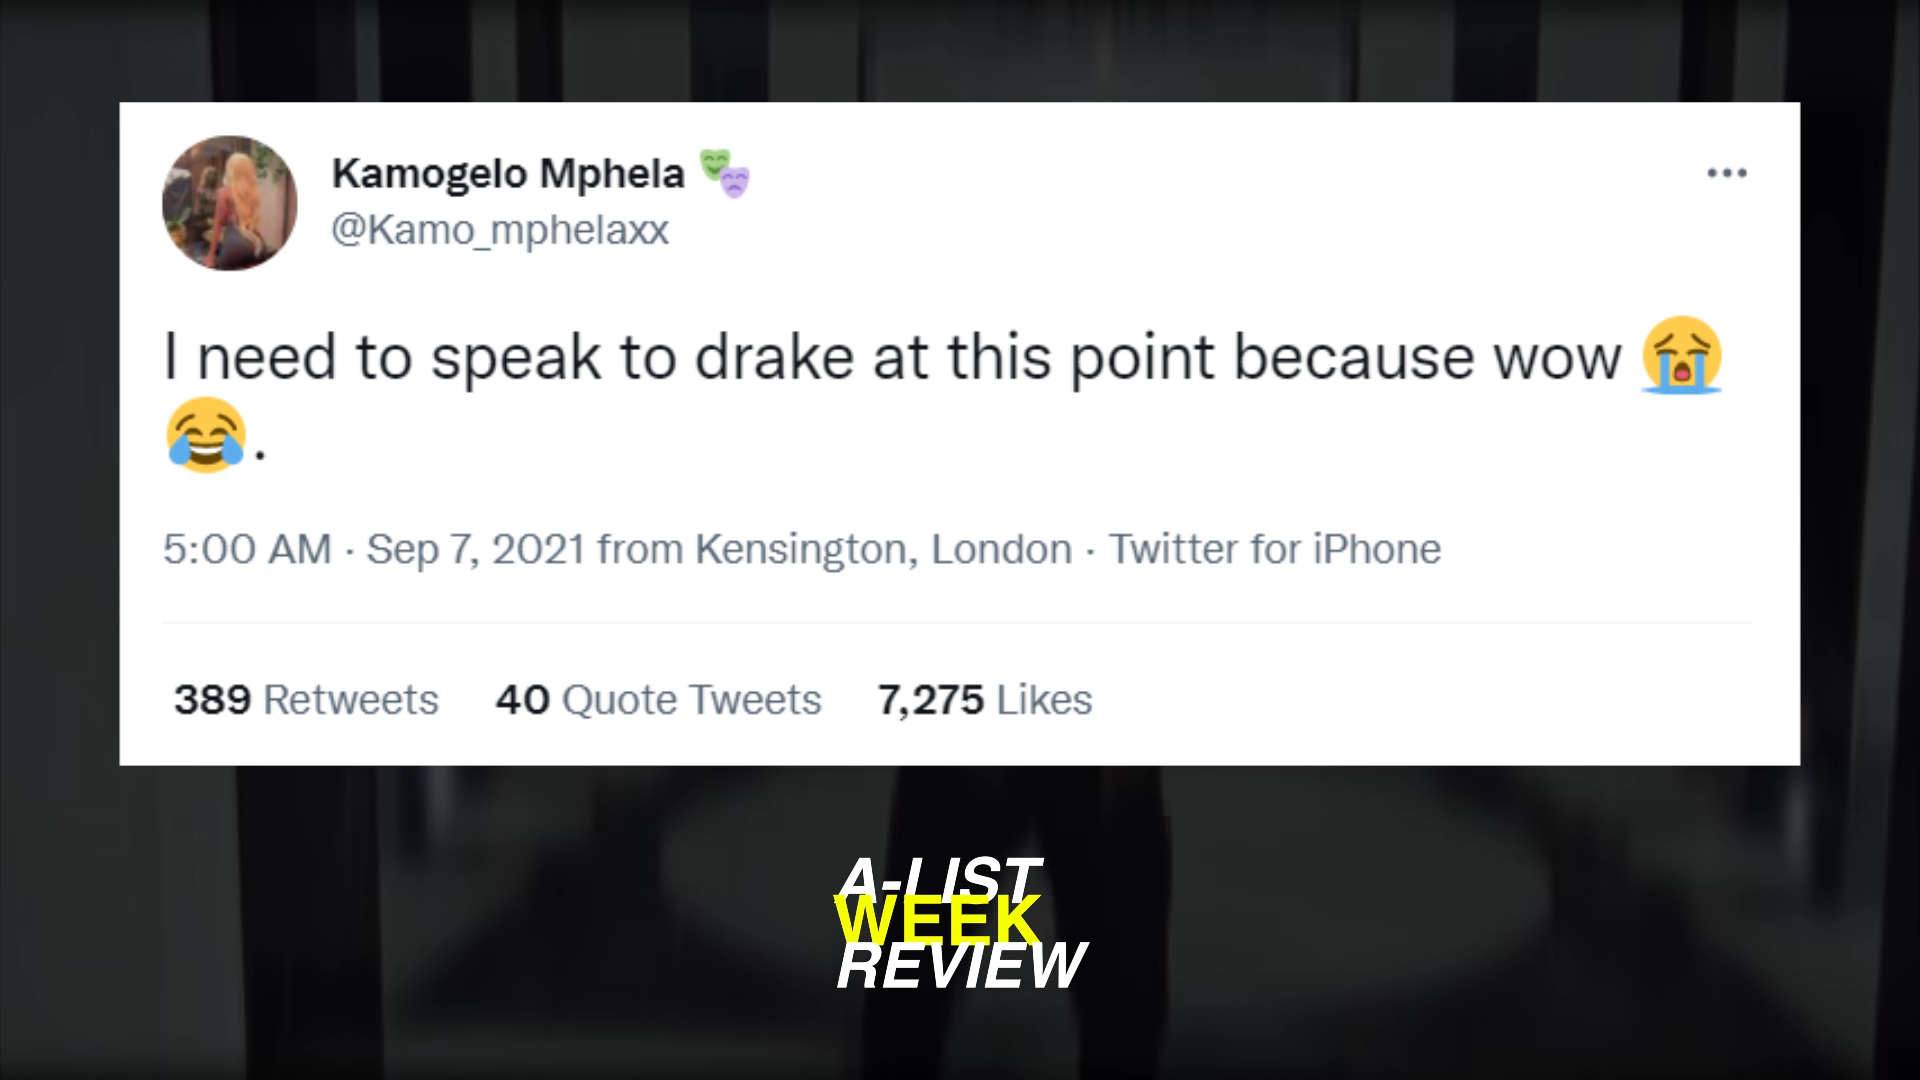 Kamogelo Mphela 🎭
@Kamo_mphelaxx
I need to speak to drake at this point because wow 😭
😂.
5:00 AM · Sep 7, 2021 from Kensington, London · Twitter for iPhone
389 Retweets 40 Quote Tweets 7,275 Likes
A-LIST
WEEK
REVIEW